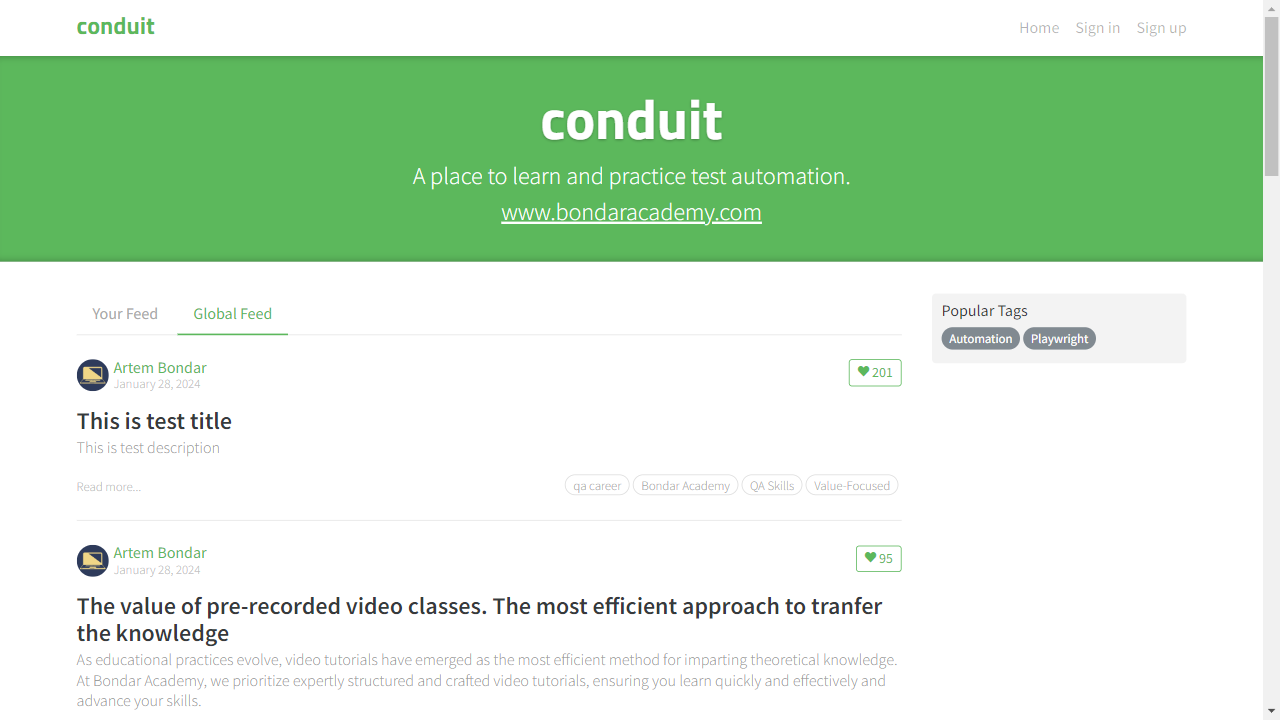 conduit
Home Sign in Sign up
conduit
A place to learn and practice test automation.
www.bondaracademy.com
Your Feed Global Feed
Popular Tags
Automation Playwright
Artem Bondar
January 28, 2024
201
This is test title
This is test description
Read more...
qa career Bondar Academy QA Skills Value-Focused
Artem Bondar
January 28, 2024
95
The value of pre-recorded video classes. The most efficient approach to tranfer
the knowledge
As educational practices evolve, video tutorials have emerged as the most efficient method for imparting theoretical knowledge.
At Bondar Academy, we prioritize expertly structured and crafted video tutorials, ensuring you learn quickly and effectively and
advance your skills.